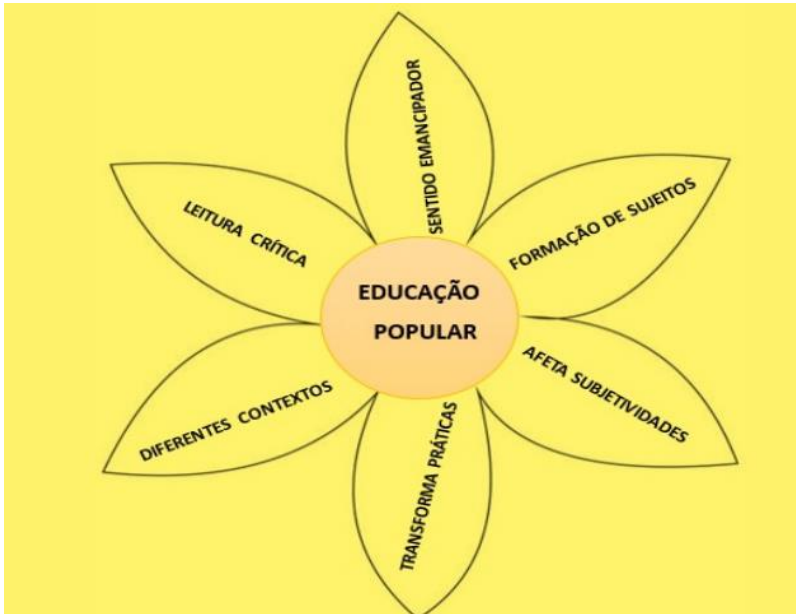 SENTIDO EMANCIPADOR
FORMAÇÃO DE SUJEITOS
LEITURA CRÍTICA
EDUCAÇÃO
POPULAR
AFETA SUBJETIVIDADES
DIFERENTES CONTEXTOS
TRANSFORMA PRÁTICAS